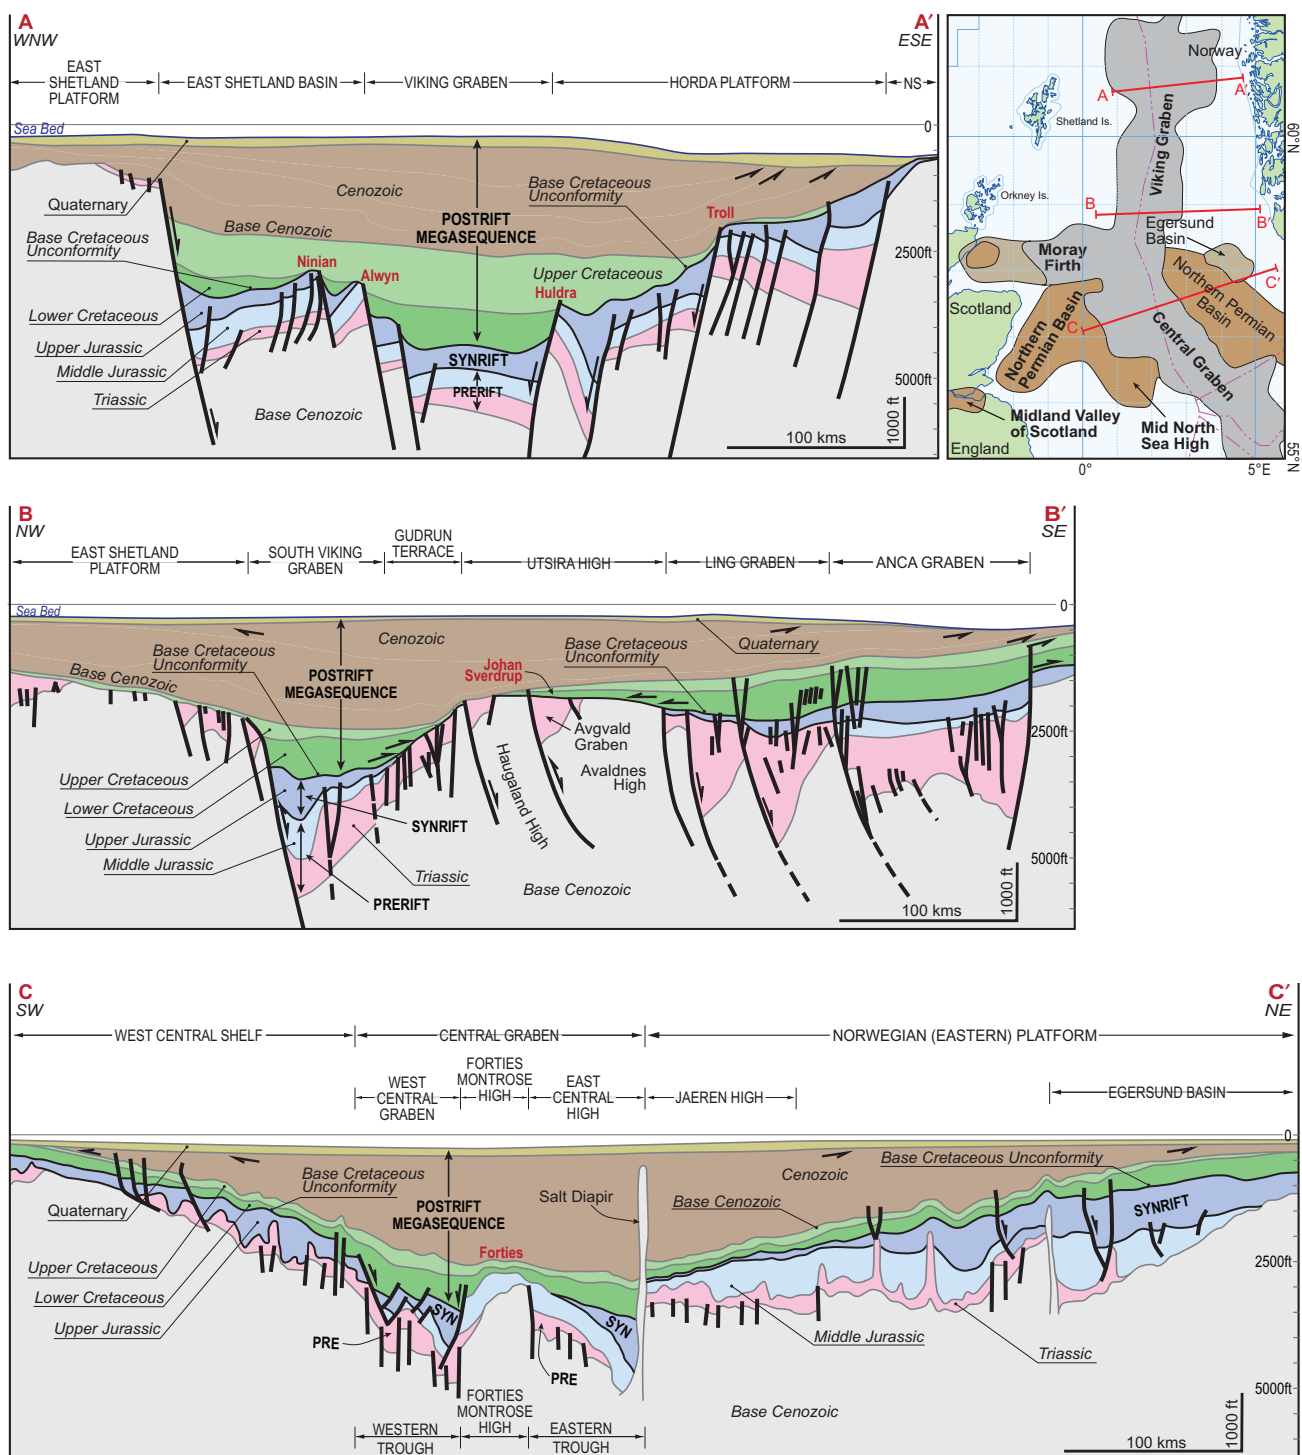 A
WNW
A′
ESE
EAST
SHETLAND
PLATFORM
EAST SHETLAND BASIN
VIKING GRABEN
HORDA PLATFORM
NS
Sea Bed
0
Quaternary
Cenozoic
Base Cretaceous
Unconformity
Troll
POSTRIFT
MEGASEQUENCE
Base Cenozoic
Base Cretaceous
Unconformity
Ninian
Alwyn
Upper Cretaceous
Huldra
2500ft
Lower Cretaceous
Upper Jurassic
Middle Jurassic
Triassic
SYNRIFT
PRERIFT
5000ft
Base Cenozoic
100 kms
1000 ft
Norway
A
A′
Shetland Is.
60°N
Viking Graben
Orkney Is.
B
B′
Egersund
Basin
Moray
Firth
Northern Permian
Basin
C′
Scotland
C
Northern
Permian Basin
Central Graben
Midland Valley
of Scotland
Mid North
Sea High
England
0°
5°E
55°N
B
NW
B′
SE
EAST SHETLAND
PLATFORM
SOUTH VIKING
GRABEN
GUDRUN
TERRACE
UTSIRA HIGH
LING GRABEN
ANCA GRABEN
Sea Bed
0
Cenozoic
Base Cretaceous
Unconformity
Quaternary
Base Cretaceous
Unconformity
Base Cenozoic
POSTRIFT
MEGASEQUENCE
Johan
Sverdrup
Avgvald
Graben
2500ft
Avaldnes
High
Haugaland High
Upper Cretaceous
Lower Cretaceous
Upper Jurassic
Middle Jurassic
SYNRIFT
Triassic
PRERIFT
Base Cenozoic
5000ft
100 kms
1000 ft
C
SW
C′
NE
WEST CENTRAL SHELF
CENTRAL GRABEN
NORWEGIAN (EASTERN) PLATFORM
WEST
CENTRAL
GRABEN
FORTIES
MONTROSE
HIGH
EAST
CENTRAL
HIGH
JAEREN HIGH
EGERSUND BASIN
0
Base Cretaceous
Unconformity
Cenozoic
Base Cretaceous Unconformity
Quaternary
POSTRIFT
MEGASEQUENCE
Salt Diapir
Base Cenozoic
SYNRIFT
Forties
2500ft
Upper Cretaceous
Lower Cretaceous
Upper Jurassic
SYN
SYN
PRE
PRE
Middle Jurassic
Triassic
5000ft
Base Cenozoic
WESTERN
TROUGH
FORTIES
MONTROSE
HIGH
EASTERN
TROUGH
100 kms
1000 ft